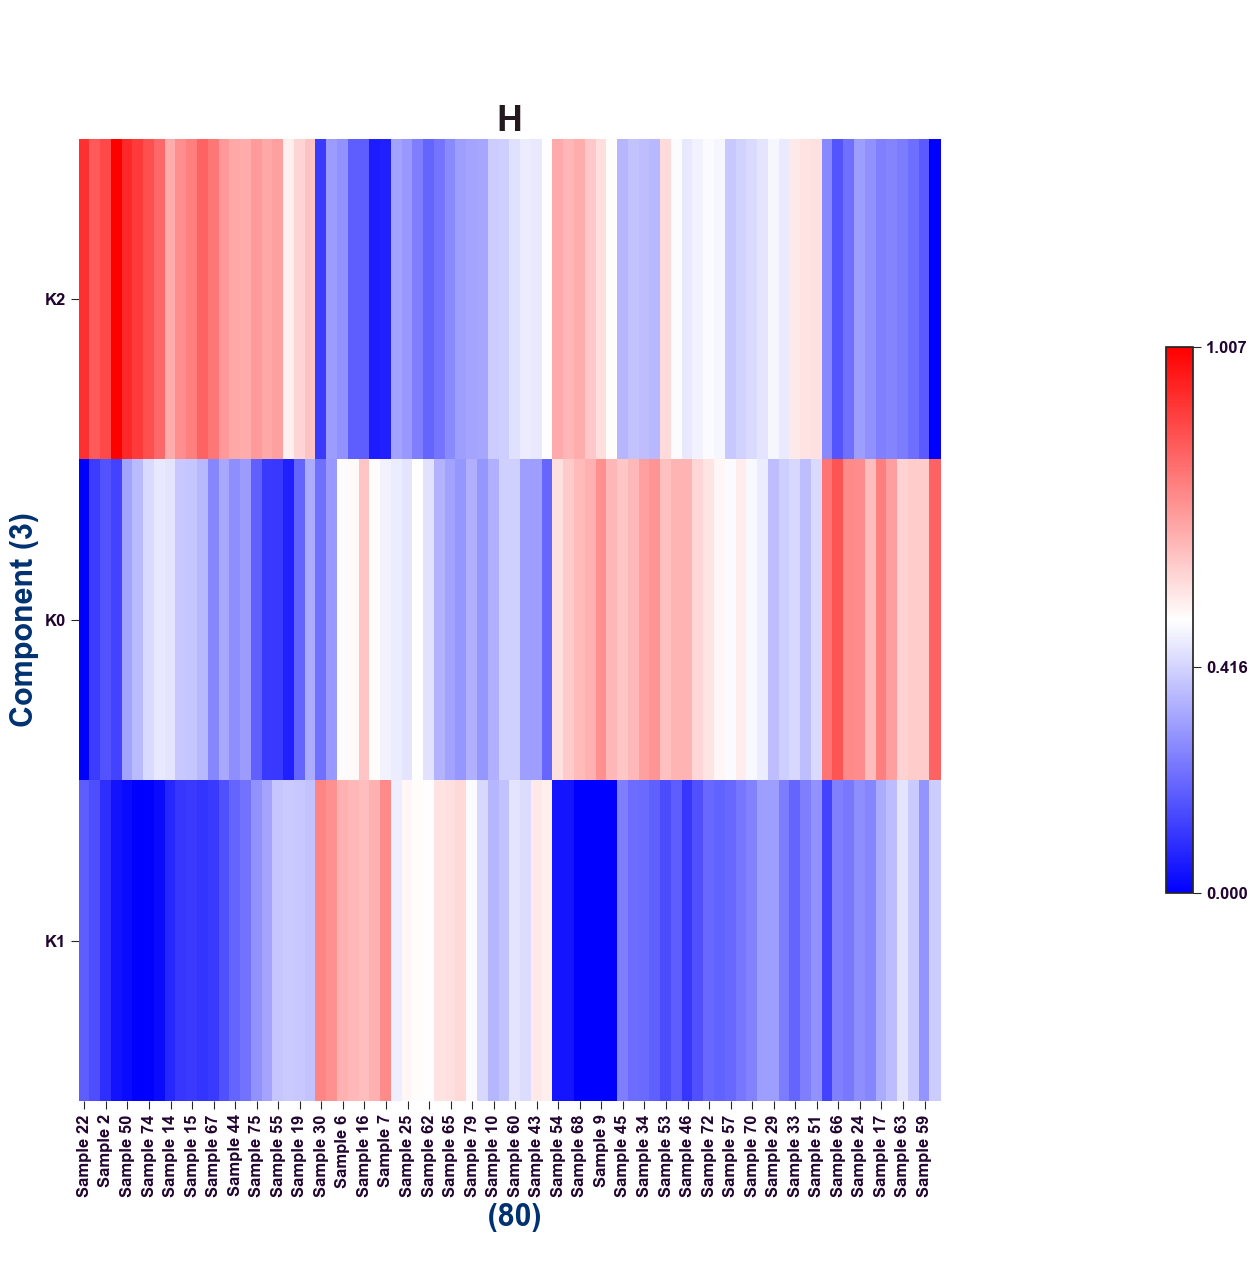 H
K2
K0
K1
Component (3)
1.007
0.416
0.000
Sample 22
Sample 2
Sample 50
Sample 74
Sample 14
Sample 15
Sample 67
Sample 44
Sample 75
Sample 55
Sample 19
Sample 30
Sample 6
Sample 16
Sample 7
Sample 25
Sample 62
Sample 65
Sample 79
Sample 10
Sample 60
Sample 43
Sample 54
Sample 68
Sample 9
Sample 45
Sample 34
Sample 53
Sample 46
Sample 72
Sample 57
Sample 70
Sample 29
Sample 33
Sample 51
Sample 66
Sample 24
Sample 17
Sample 63
Sample 59
(80)